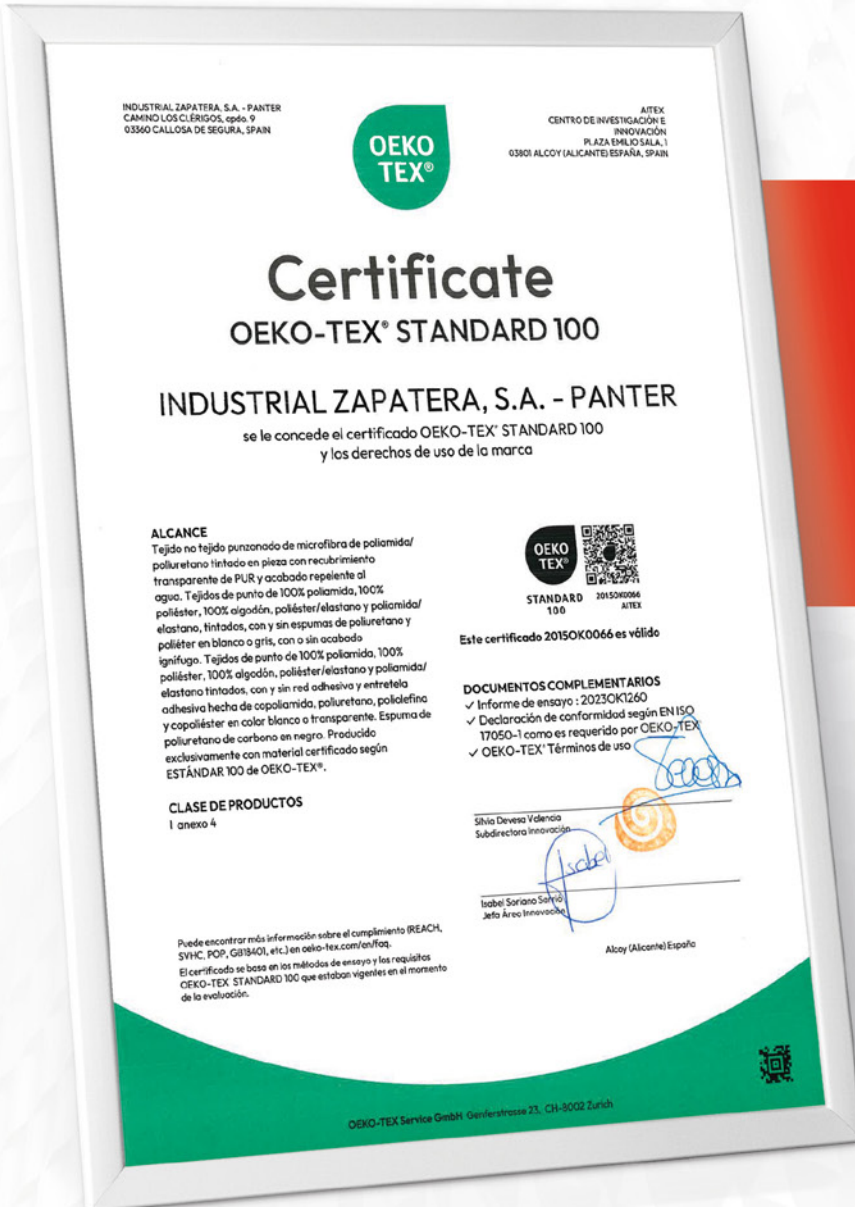 INDUSTRIAL ZAPATERA, S.A. - PANTER
CAMINO LOS CLÉRIGOS, apdo. 9
03360 CALLOSA DE SEGURA, SPAIN
OEKO
TEX®
AITEX
CENTRO DE INVESTIGACIÓN E
INNOVACIÓN
PLAZA EMILIO SALA, 1
03801 ALCOY (ALICANTE) ESPAÑA, SPAIN
Certificate
OEKO-TEX® STANDARD 100
INDUSTRIAL ZAPATERA, S.A. - PANTER
se le concede el certificado OEKO-TEX® STANDARD 100
y los derechos de uso de la marca
ALCANCE
Tejido no tejido punzonado de microfibra de poliamida/
poliuretano tintado en pieza con recubrimiento
transparente de PUR y acabado repelente al
agua. Tejidos de punto de 100% poliamida, 100%
poliéster, 100% algodón, poliéster/elastano y poliamida/
elastano, tintados, con y sin espumas de poliuretano y
poliéter en blanco o gris, con o sin acabado
ignífugo. Tejidos de punto de 100% poliamida, 100%
poliéster, 100% algodón, poliéster/elastano y poliamida/
elastano tintados, con y sin red adhesiva y entretela
adhesiva hecha de copoliamida, poliuretano, poliolefina
y copoliéster en color blanco o transparente. Espuma de
poliuretano de carbono en negro. Producido
exclusivamente con material certificado según
ESTÁNDAR 100 de OEKO-TEX®.
CLASE DE PRODUCTOS
1 anexo 4
OEKO
TEX®
STANDARD
100
2015OK0066
AITEX
Este certificado 2015OK0066 es válido
DOCUMENTOS COMPLEMENTARIOS
✓ Informe de ensayo : 2023OK1260
✓ Declaración de conformidad según EN ISO
17050-1 como es requerido por OEKO-TEX
✓ OEKO-TEX® Términos de uso
Silvia Devesa Valencia
Subdirectora Innovación
Isabel
Isabel Soriano Sarrió
Jefa Área Innovación
Alcoy (Alicante) España
Puede encontrar más información sobre el cumplimiento (REACH,
SVHC, POP, GB18401, etc.) en oeko-tex.com/en/faq.
El certificado se basa en los métodos de ensayo y los requisitos
OEKO-TEX STANDARD 100 que estaban vigentes en el momento
de la evaluación.
OEKO-TEX Service GmbH Genferstrasse 23, CH-8002 Zurich